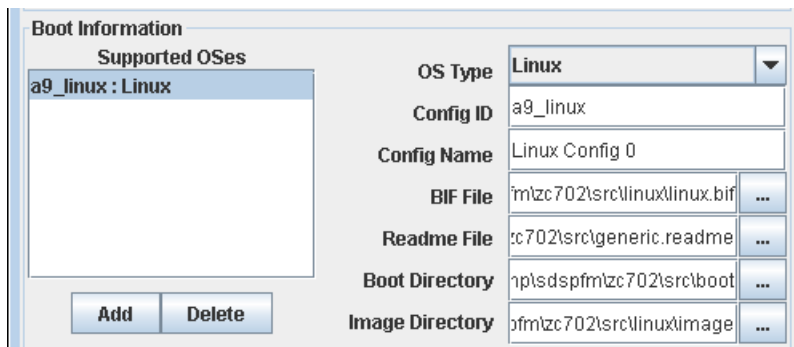 Boot Information
Supported OSes
a9_linux : Linux
Add
Delete
OS Type
Linux
Config ID
a9_linux
Config Name
Linux Config 0
BIF File
fm\zc702\src\linux\linux.bif
...
Readme File
zc702\src\generic.readme
...
Boot Directory
np\sdspfm\zc702\src\boot
...
Image Directory
pfm\zc702\src\linux\image
...